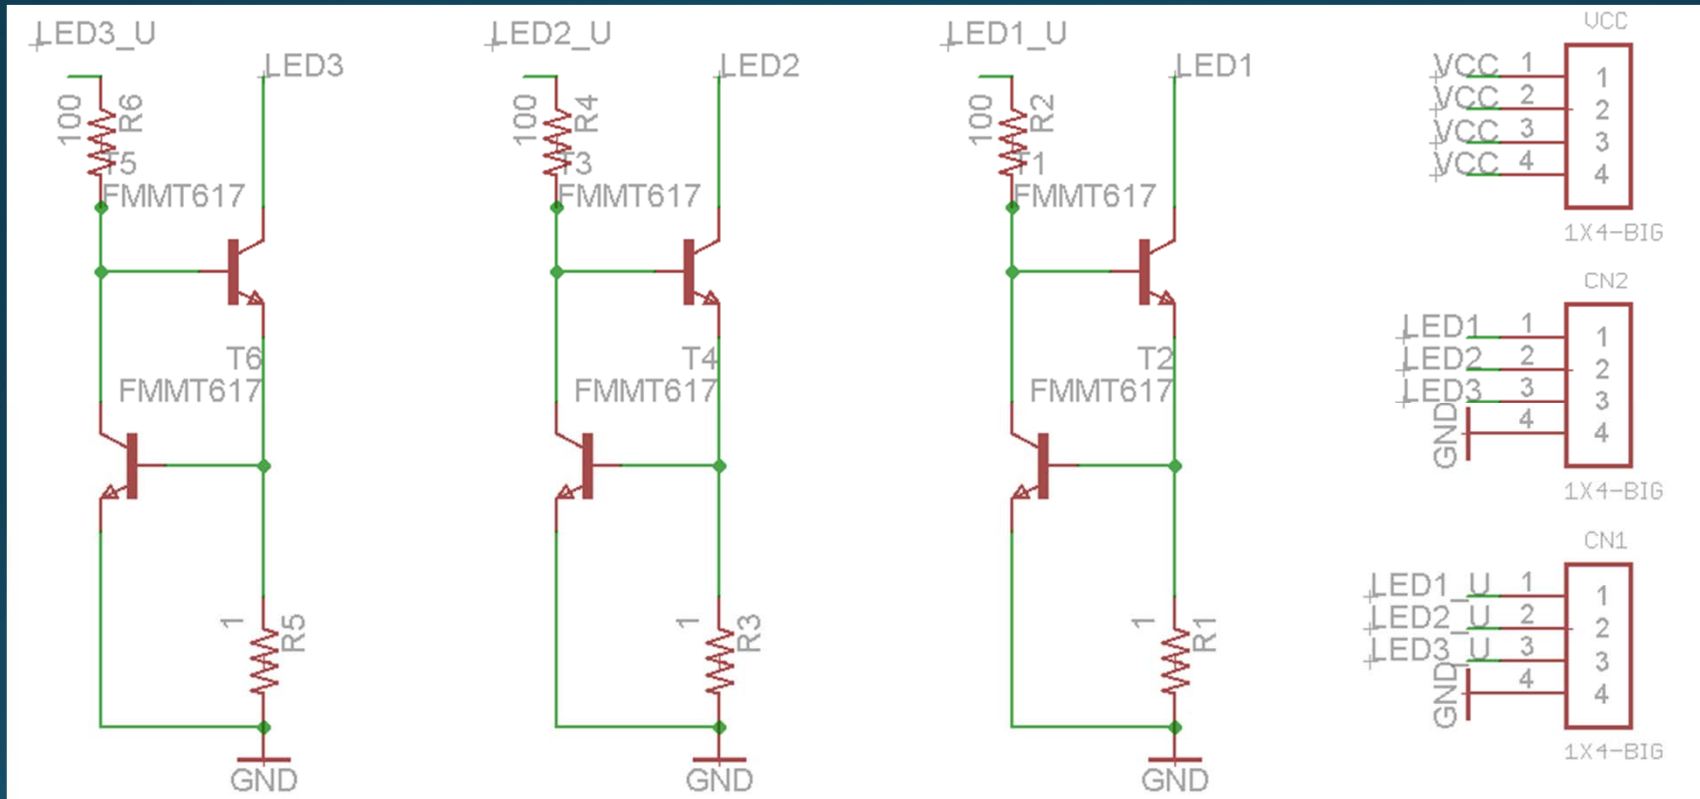 LED3_U
LED3
100
R6
T5
FMMT617
T6
FMMT617
1
R5
GND
LED2_U
LED2
100
R4
T3
FMMT617
T4
FMMT617
1
R3
GND
LED1_U
LED1
100
R2
T1
FMMT617
T2
FMMT617
1
R1
GND
VCC
VCC 1 1
VCC 2 2
VCC 3 3
VCC 4 4
1X4-BIG
CN2
LED1 1 1
LED2 2 2
LED3 3 3
GND 4 4
1X4-BIG
CN1
LED1_U 1 1
LED2_U 2 2
LED3_U 3 3
GND 4 4
1X4-BIG